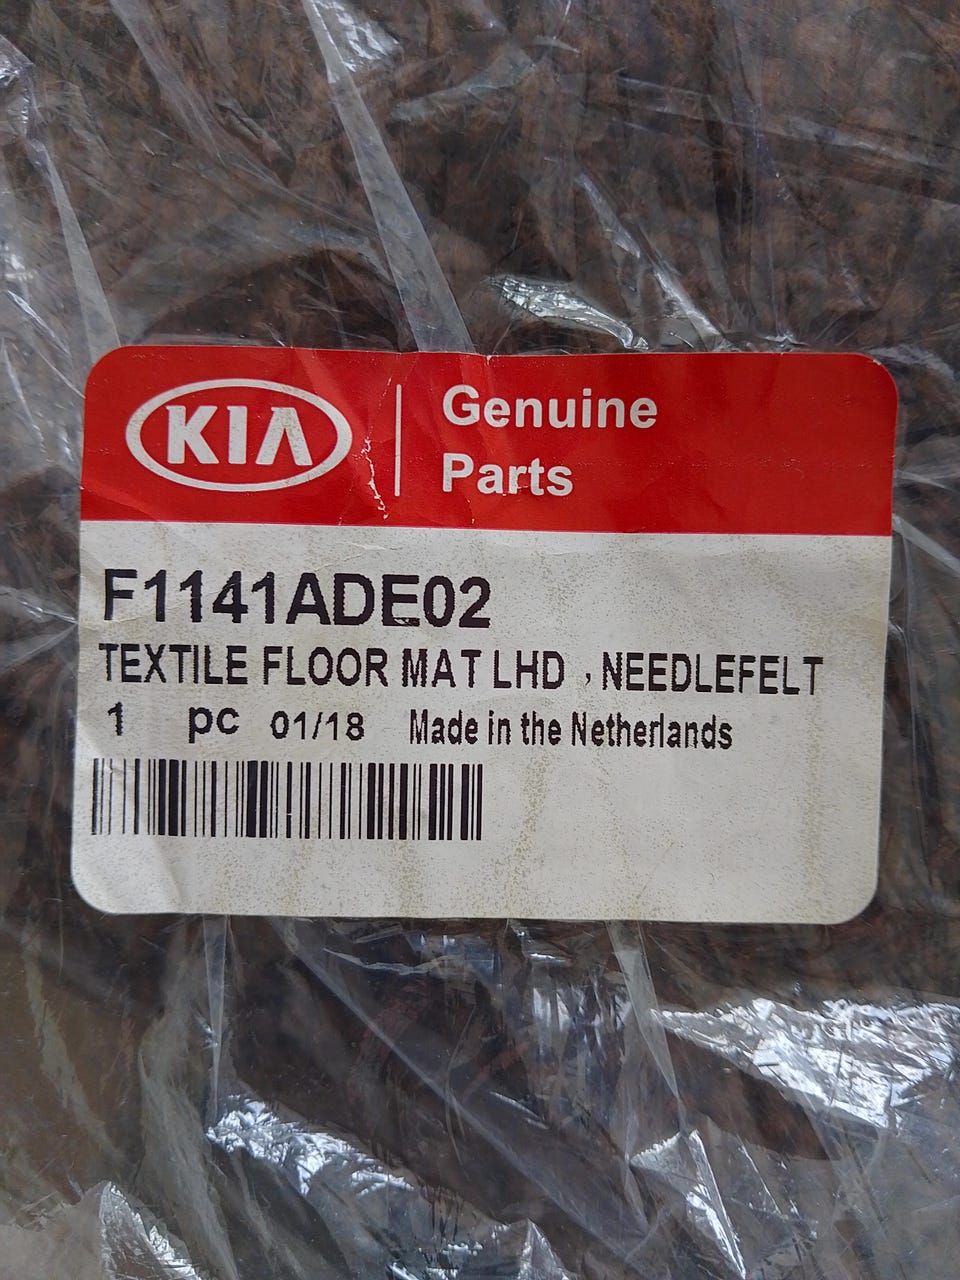 KIA
Genuine
Parts
F1141ADE02
TEXTILE FLOOR MAT LHD , NEEDLEFELT
1 pc 01/18 Made in the Netherlands